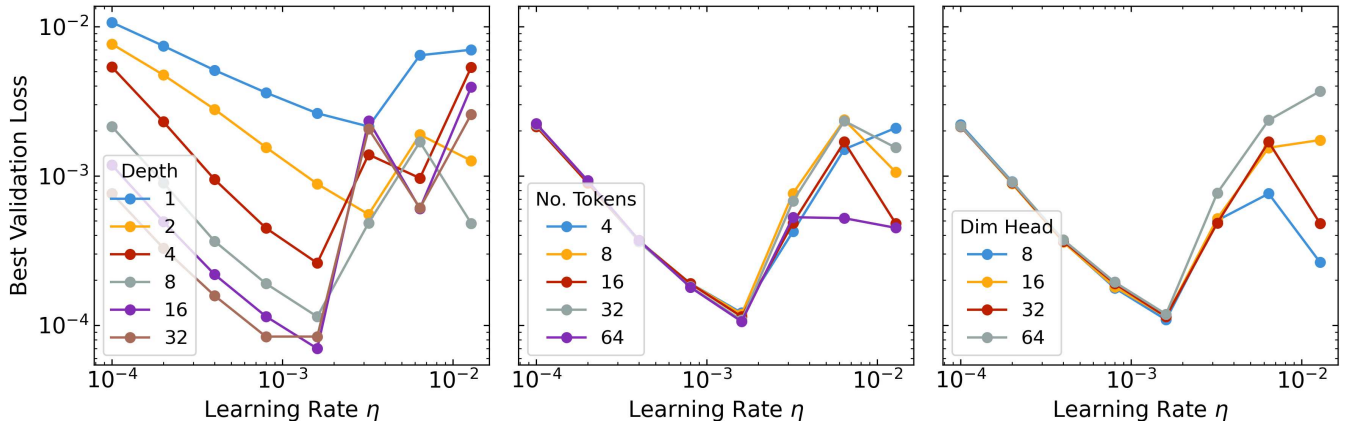 Best Validation Loss
10⁻²
10⁻³
10⁻⁴
Depth
1
2
4
8
16
32
10⁻⁴ 10⁻³ 10⁻²
Learning Rate η
No. Tokens
4
8
16
32
64
10⁻⁴ 10⁻³ 10⁻²
Learning Rate η
Dim Head
8
16
32
64
10⁻⁴ 10⁻³ 10⁻²
Learning Rate η